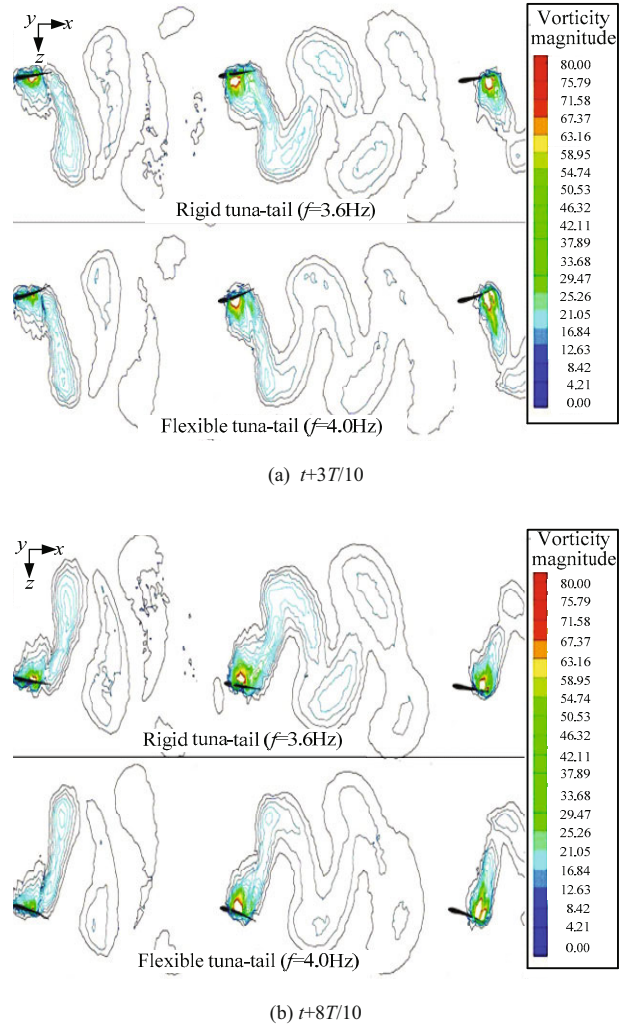 y
x
z
Vorticity
magnitude
80.00
75.79
71.58
67.37
63.16
58.95
54.74
50.53
46.32
42.11
37.89
33.68
29.47
25.26
21.05
16.84
12.63
8.42
4.21
0,00
Rigid tuna-tail (f=3.6Hz)
Flexible tuna-tail (f=4.0Hz)
(a) t+3T/10
y
x
z
Vorticity
magnitude
80.00
75.79
71.58
67.37
63.16
58.95
54.74
50.53
46.32
42.11
37.89
33.68
29.47
25.26
21.05
16.84
12.63
8.42
4.21
0.00
Rigid tuna-tail (f=3.6Hz)
Flexible tuna-tail (f=4.0Hz)
(b) t+8T/10